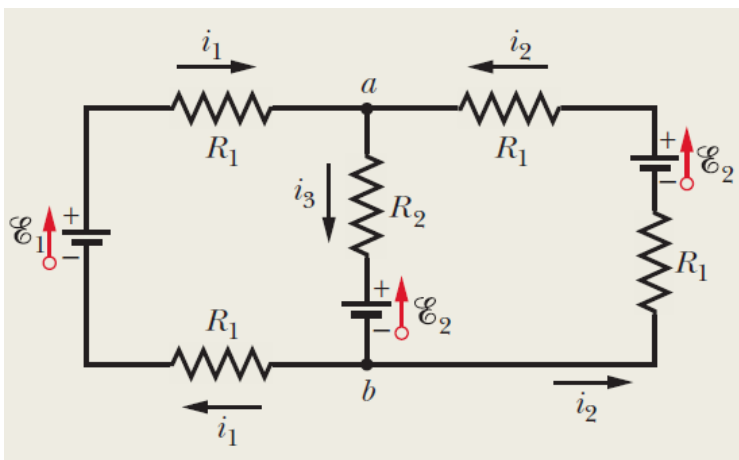 i₁
i₂
a
R₁
R₁
+
ℰ₂
−
i₃
R₂
+
ℰ₁
−
R₁
R₁
+
ℰ₂
−
b
i₁
i₂